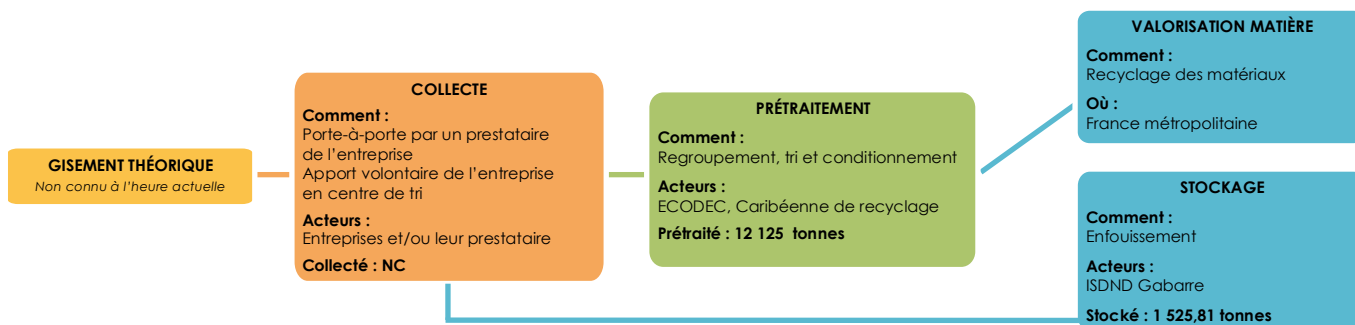 GISEMENT THÉORIQUE
Non connu à l'heure actuelle
COLLECTE
Comment :
Porte-à-porte par un prestataire
de l'entreprise
Apport volontaire de l'entreprise
en centre de tri
Acteurs :
Entreprises et/ou leur prestataire
Collecté : NC
PRÉTRAITEMENT
Comment :
Regroupement, tri et conditionnement
Acteurs :
ECODEC, Caribéenne de recyclage
Prétraité : 12 125 tonnes
VALORISATION MATIÈRE
Comment :
Recyclage des matériaux
Où :
France métropolitaine
STOCKAGE
Comment :
Enfouissement
Acteurs :
ISDND Gabarre
Stocké : 1 525,81 tonnes